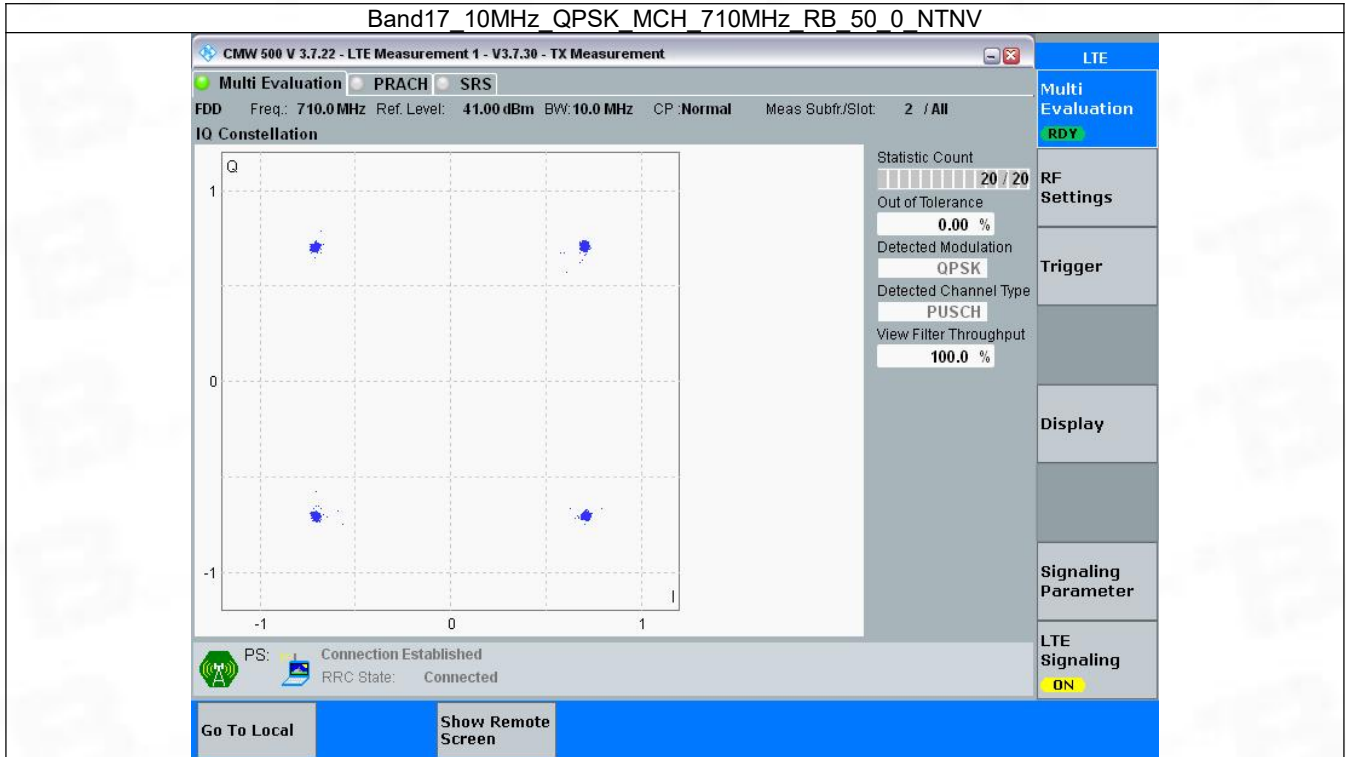 Band17_10MHz_QPSK_MCH_710MHz_RB_50_0_NTNV
CMW 500 V 3.7.22 - LTE Measurement 1 - V3.7.30 - TX Measurement
LTE
Multi Evaluation PRACH SRS
Multi
Evaluation
RDY
FDD Freq.: 710.0 MHz Ref. Level: 41.00 dBm BW: 10.0 MHz CP :Normal Meas Subfr./Slot: 2 / All
IQ Constellation
Q
1
0
-1
I
-1 0 1
Statistic Count
20 / 20
Out of Tolerance
0.00 %
Detected Modulation
QPSK
Detected Channel Type
PUSCH
View Filter Throughput
100.0 %
RF
Settings
Trigger
Display
Signaling
Parameter
LTE
Signaling
ON
PS: Connection Established
RRC State: Connected
Go To Local
Show Remote
Screen